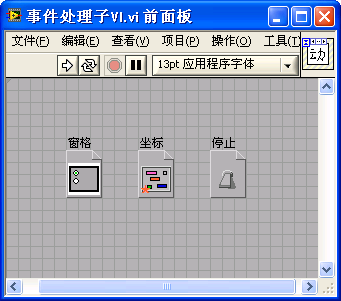 事件处理子VI.vi 前面板
文件(F) 编辑(E) 查看(V) 项目(P) 操作(O) 工具(T)
13pt 应用程序字体
动
窗格 坐标 停止